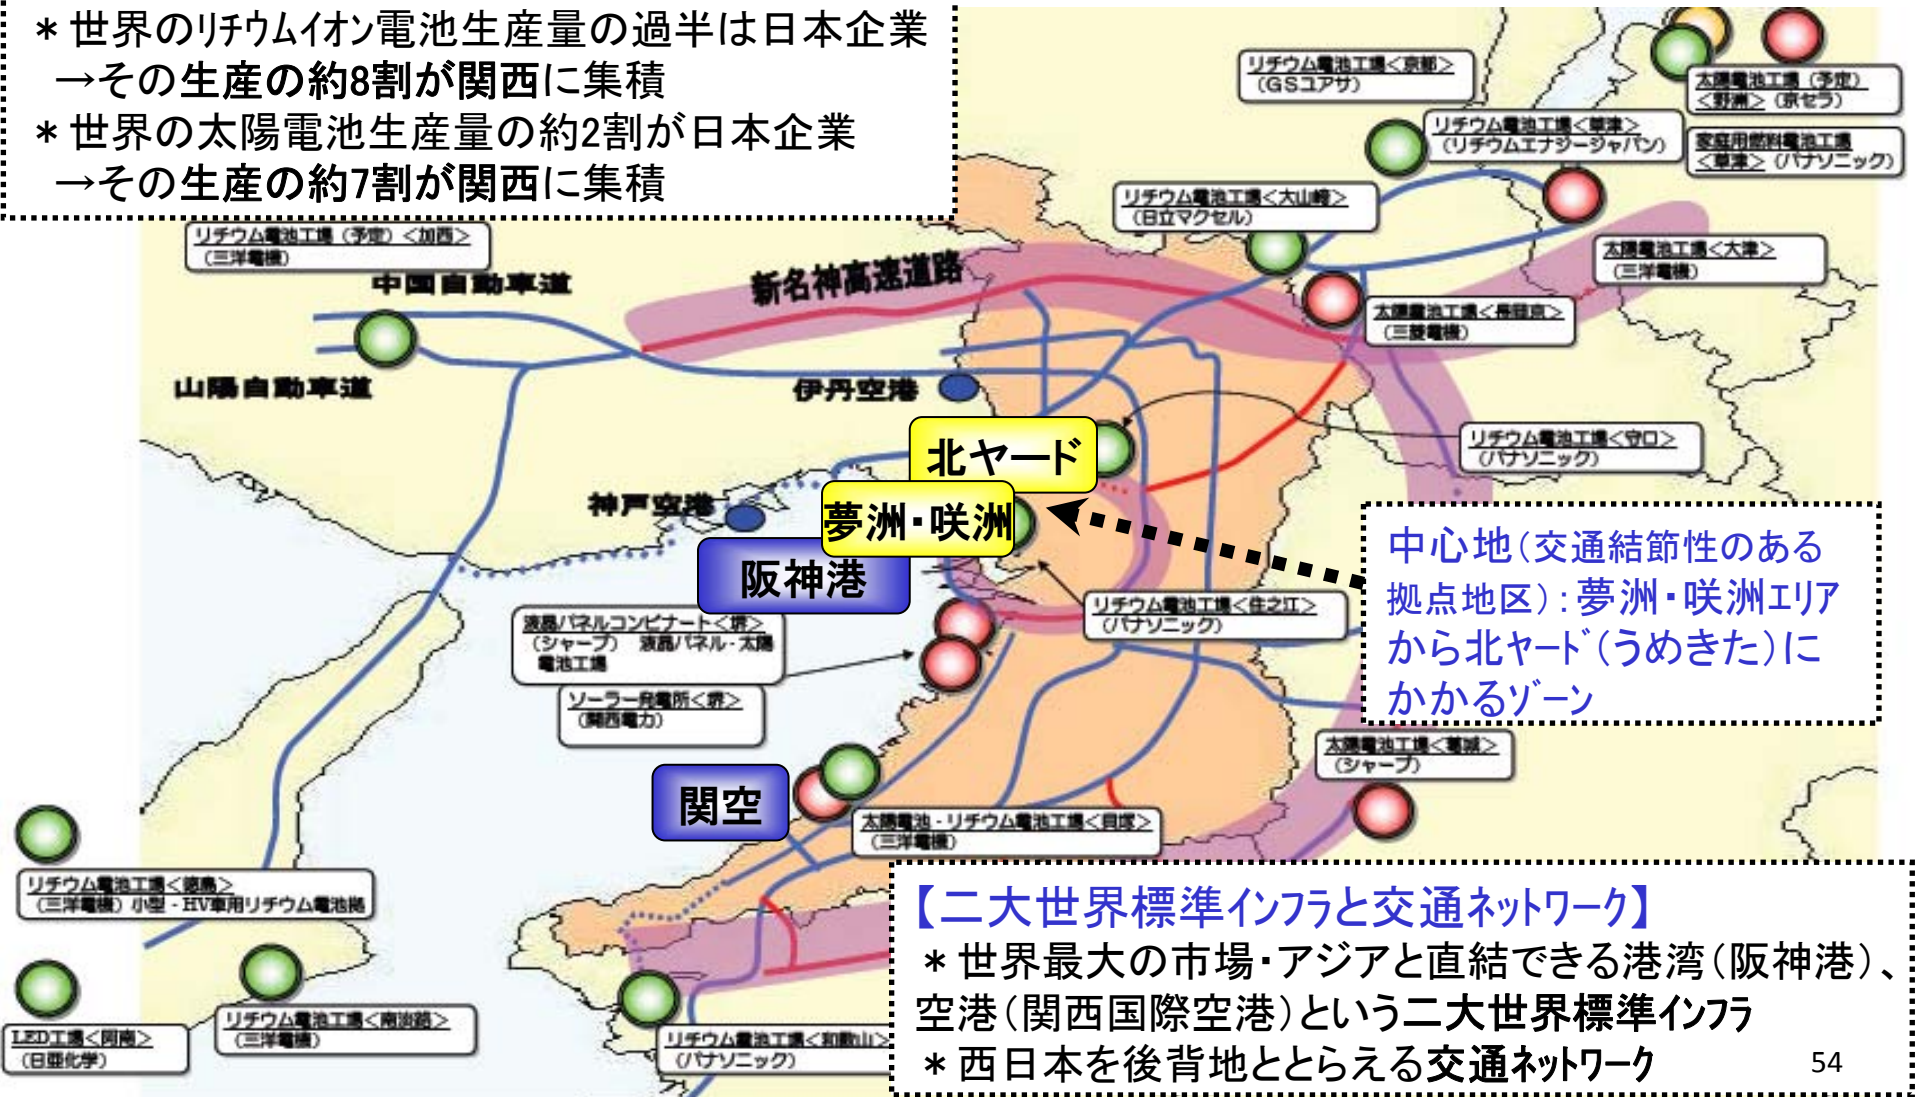 ＊世界のリチウムイオン電池生産量の過半は日本企業
→その生産の約8割が関西に集積
＊世界の太陽電池生産量の約2割が日本企業
→その生産の約7割が関西に集積
リチウム電池工場＜京都＞
（GSユアサ）
太陽電池工場（予定）
＜野洲＞（京セラ）
リチウム電池工場＜草津＞
（リチウムエナジージャパン）
家庭用燃料電池工場
＜草津＞（パナソニック）
リチウム電池工場＜大山崎＞
（日立マクセル）
リチウム電池工場（予定）＜加西＞
（三洋電機）
太陽電池工場＜大津＞
（三洋電機）
中国自動車道
新名神高速道路
太陽電池工場＜長岡京＞
（三菱電機）
山陽自動車道
伊丹空港
北ヤード
リチウム電池工場＜守口＞
（パナソニック）
神戸空港
夢洲・咲洲
阪神港
中心地（交通結節性のある
拠点地区）：夢洲・咲洲エリア
から北ヤード（うめきた）に
かかるゾーン
リチウム電池工場＜住之江＞
（パナソニック）
液晶パネルコンビナート＜堺＞
（シャープ）　液晶パネル・太陽
電池工場
ソーラー発電所＜堺＞
（関西電力）
太陽電池工場＜葛城＞
（シャープ）
関空
太陽電池・リチウム電池工場＜貝塚＞
（三洋電機）
リチウム電池工場＜徳島＞
（三洋電機）小型・HV車用リチウム電池拠
【二大世界標準インフラと交通ネットワーク】
＊世界最大の市場・アジアと直結できる港湾（阪神港）、
空港（関西国際空港）という二大世界標準インフラ
＊西日本を後背地ととらえる交通ネットワーク
LED工場＜阿南＞
（日亜化学）
リチウム電池工場＜南淡路＞
（三洋電機）
リチウム電池工場＜和歌山＞
（パナソニック）
54